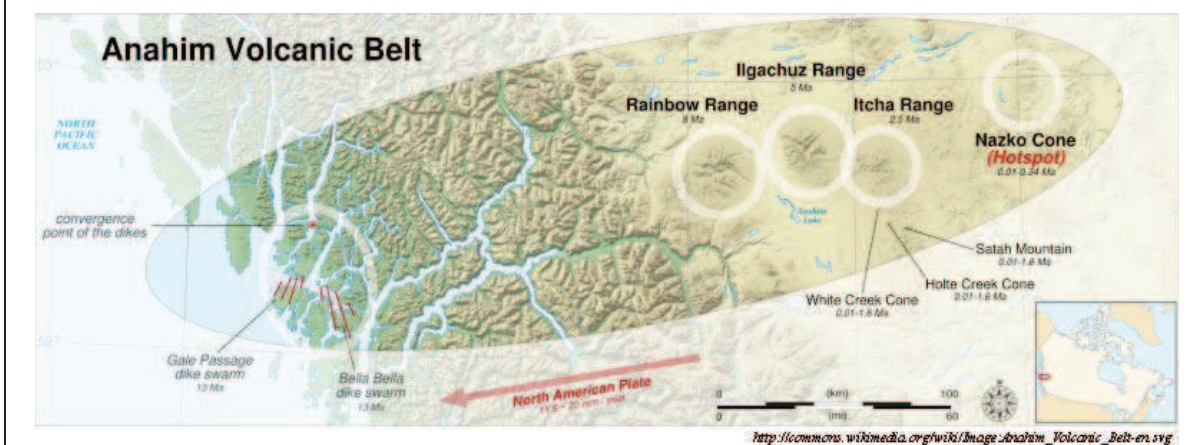 Anahim Volcanic Belt
Ilgachuz Range
5 Ma
Rainbow Range
8 Ma
Itcha Range
2.5 Ma
53°
NORTH
PACIFIC
OCEAN
Nazko Cone
(Hotspot)
0.01-0.34 Ma
convergence
point of the dikes
Anahim
Lake
Satah Mountain
0.01-1.6 Ma
Holte Creek Cone
0.01-1.6 Ma
White Creek Cone
0.01-1.6 Ma
52°
Gale Passage
dike swarm
13 Ma
Bella Bella
dike swarm
13 Ma
North American Plate
0 (km) 100
0 (mi) 60
http://commons.wikimedia.org/wiki/Image:Anahim_Volcanic_Belt-en.svg